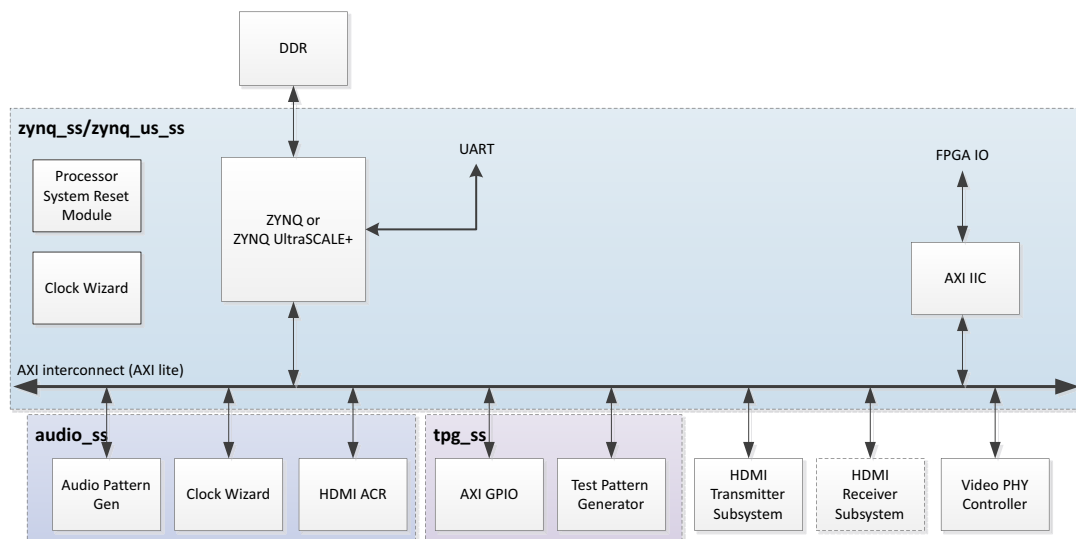 DDR
zynq_ss/zynq_us_ss
Processor
System Reset
Module
Clock Wizard
ZYNQ or
ZYNQ UltraSCALE+
UART
FPGA IO
AXI IIC
AXI interconnect (AXI lite)
audio_ss
Audio Pattern
Gen
Clock Wizard
HDMI ACR
tpg_ss
AXI GPIO
Test Pattern
Generator
HDMI
Transmitter
Subsystem
HDMI
Receiver
Subsystem
Video PHY
Controller